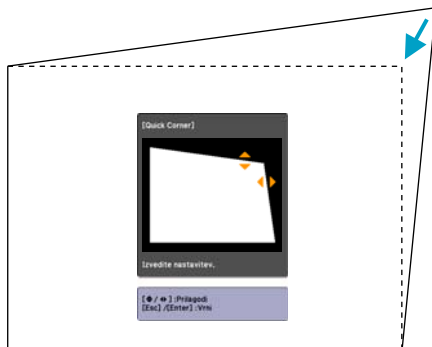 [Quick Corner]
Izvedite nastavitev.
[ ⬍ / ⬌ ] :Prilagodi
[Esc] /[Enter] :Vrni